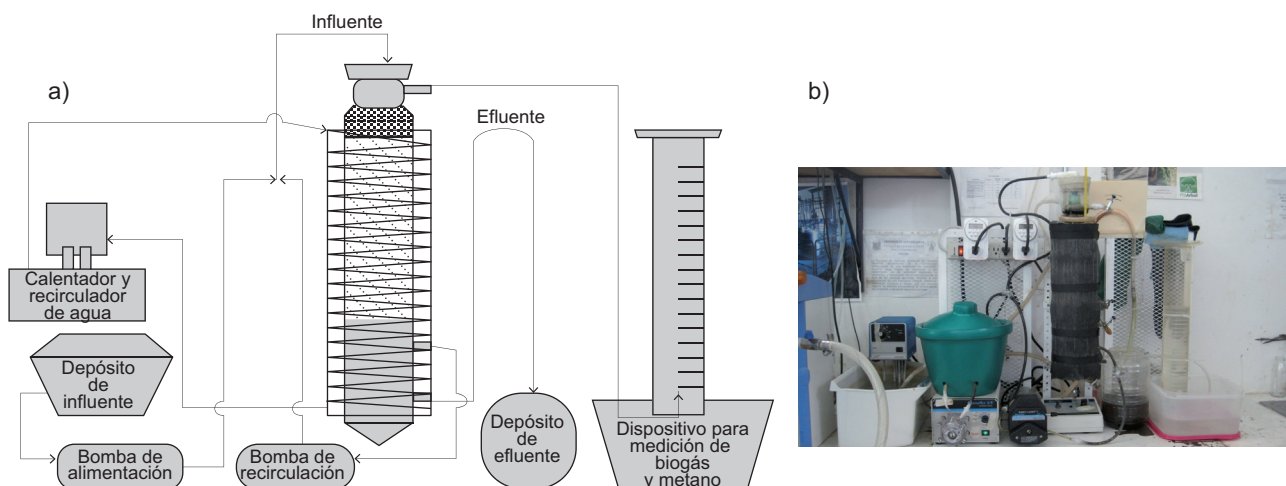 Influente
a)
b)
Efluente
Calentador y
recirculador
de agua
Depósito
de
influente
Bomba de
alimentación
Bomba de
recirculación
Depósito
de
efluente
Dispositivo para
medición de
biogás
y metano